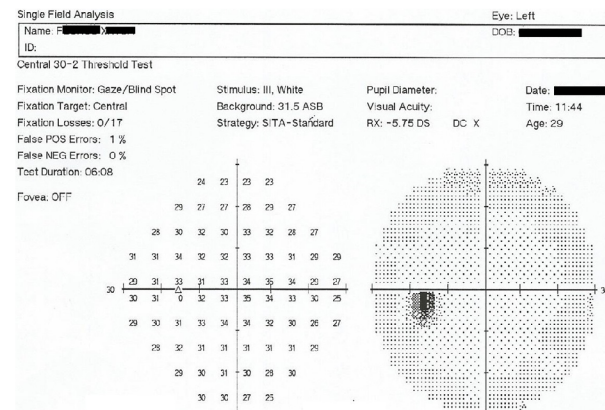 Single Field Analysis Eye: Left
Name: DOB:
ID:
Central 30-2 Threshold Test
Fixation Monitor: Gaze/Blind Spot Stimulus: III, White Pupil Diameter: Date:
Fixation Target: Central Background: 31.5 ASB Visual Acuity: Time: 11:44
Fixation Losses: 0/17 Strategy: SITA-Standard RX: -5.75 DS DC X Age: 29
False POS Errors: 1 %
False NEG Errors: 0 %
Test Duration: 06:08
Fovea: OFF
24 23 23 23
29 27 27 28 29 27
28 30 32 30 33 32 28 27
31 31 34 32 32 33 33 31 29 29
29 31 33 31 33 34 35 34 29 27
30
30 31 0 32 33 35 34 33 30 25
29 30 31 33 34 34 32 30 26 27
28 32 31 31 31 31 31 29
29 30 31 30 28 30
30 30 27 25